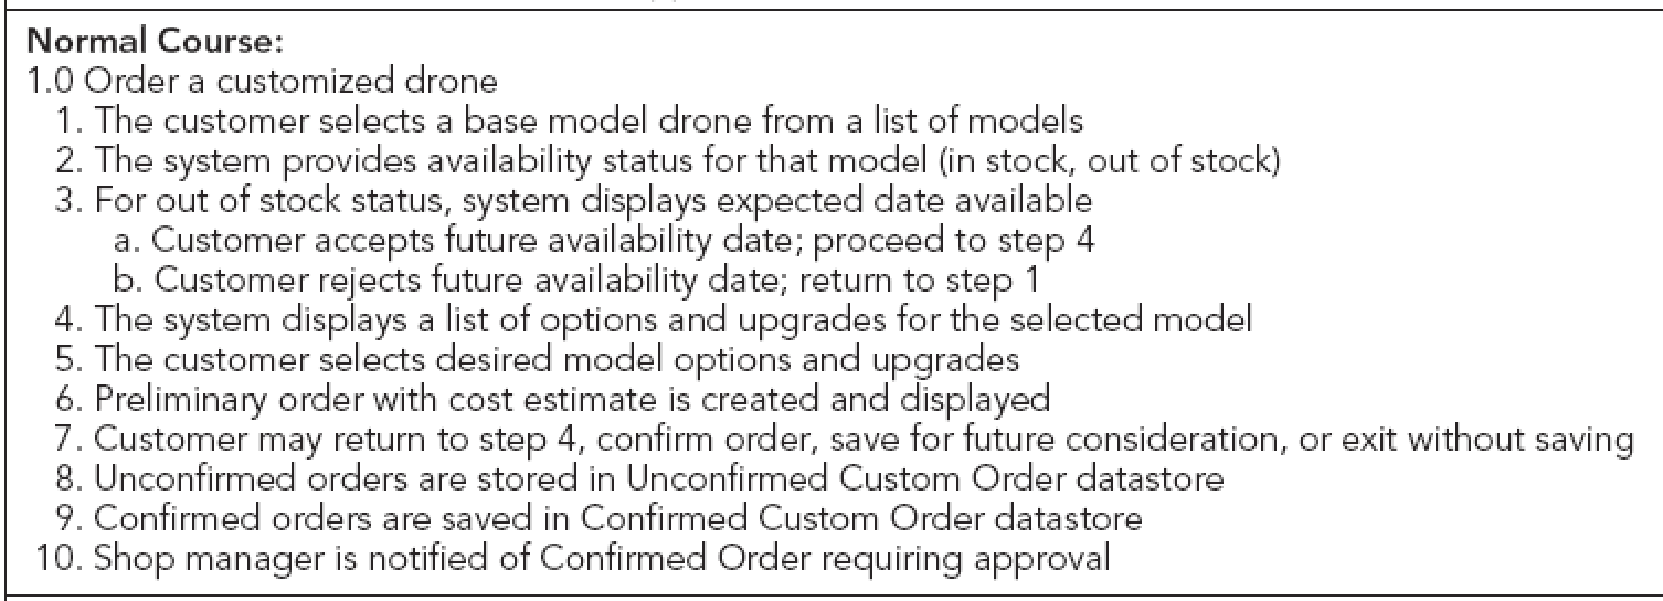 Normal Course:
1.0 Order a customized drone
1. The customer selects a base model drone from a list of models
2. The system provides availability status for that model (in stock, out of stock)
3. For out of stock status, system displays expected date available
a. Customer accepts future availability date; proceed to step 4
b. Customer rejects future availability date; return to step 1
4. The system displays a list of options and upgrades for the selected model
5. The customer selects desired model options and upgrades
6. Preliminary order with cost estimate is created and displayed
7. Customer may return to step 4, confirm order, save for future consideration, or exit without saving
8. Unconfirmed orders are stored in Unconfirmed Custom Order datastore
9. Confirmed orders are saved in Confirmed Custom Order datastore
10. Shop manager is notified of Confirmed Order requiring approval